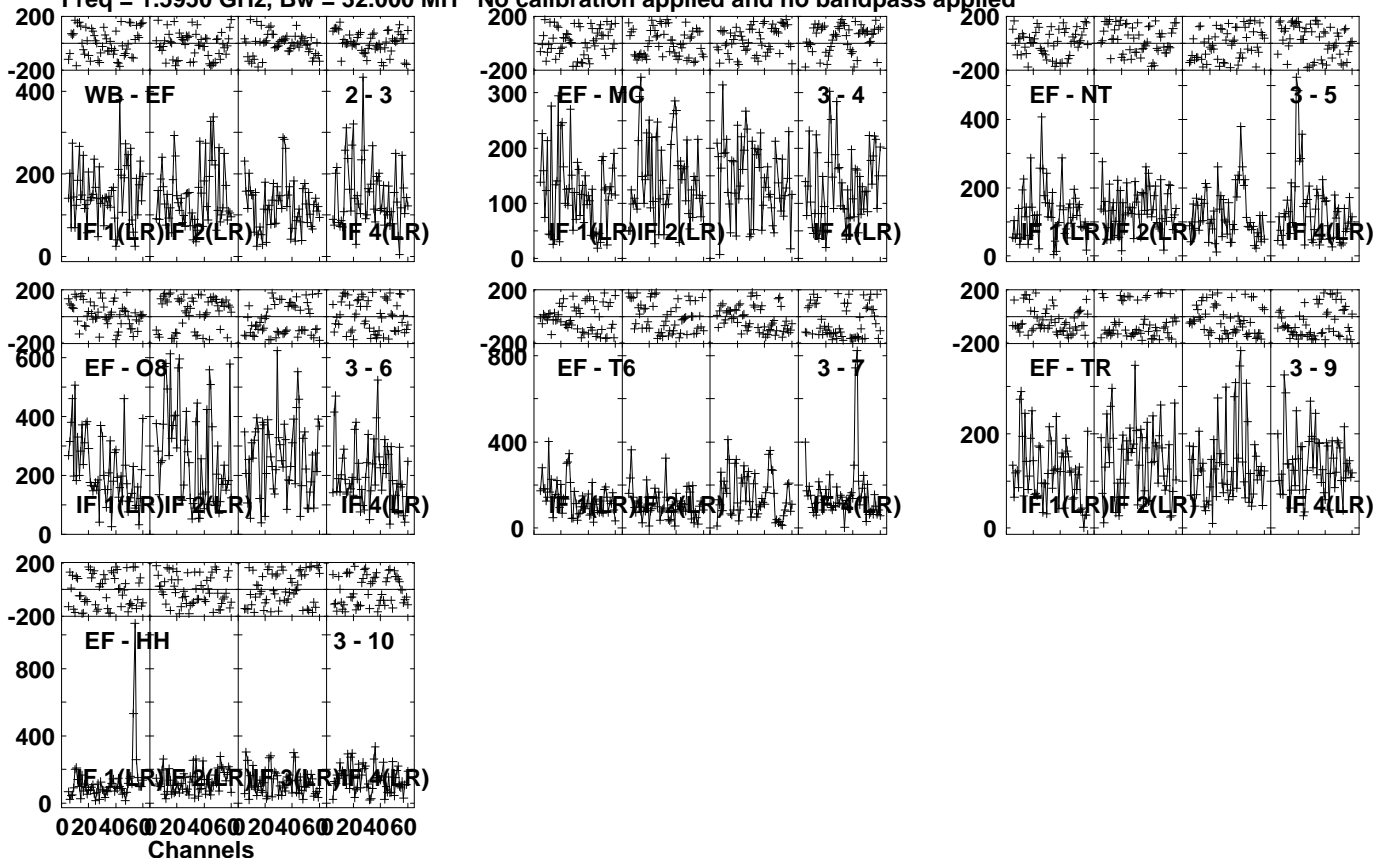 Freq = 1.5950 GHz, Bw = 32.000 MH No calibration applied and no bandpass applied
200
-200
400
200
0
WB - EF
2 - 3
IF 1(LR)
IF 2(LR)
IF 4(LR)
200
-200
300
200
100
0
EF - MC
3 - 4
IF 1(LR)
IF 2(LR)
IF 4(LR)
200
-200
400
200
0
EF - NT
3 - 5
IF 1(LR)
IF 2(LR)
IF 4(LR)
200
-200
600
400
200
0
EF - O8
3 - 6
IF 1(LR)
IF 2(LR)
IF 4(LR)
200
-200
800
400
0
EF - T6
3 - 7
IF 1(LR)
IF 2(LR)
IF 4(LR)
200
-200
200
0
EF - TR
3 - 9
IF 1(LR)
IF 2(LR)
IF 4(LR)
200
-200
800
400
0
EF - HH
3 - 10
IF 1(LR)
IF 2(LR)
IF 3(LR)
IF 4(LR)
0 20 40 60 0 20 40 60 0 20 40 60 0 20 40 60
Channels